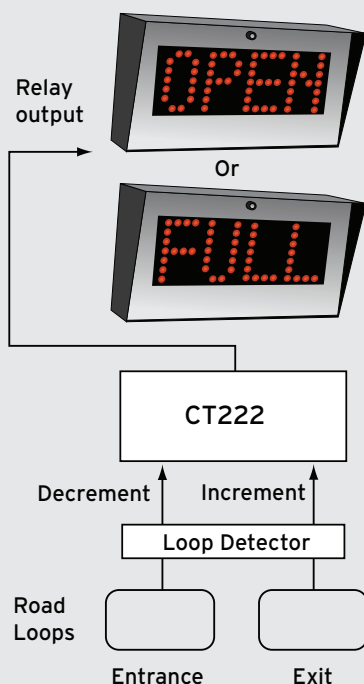 OPEN
Relay
output
Or
FULL
CT222
Decrement Increment
Loop Detector
Road
Loops
Entrance Exit